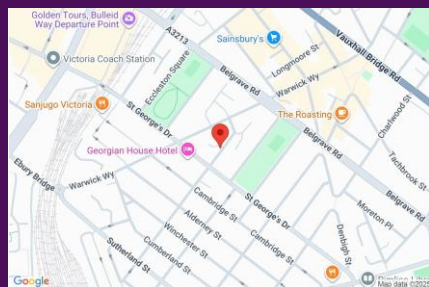 Golden Tours, Bulleid
Way Departure Point
A3213
Sainsbury's
Vauxhall Bridge Rd
Longmoore St
Victoria Coach Station
Eccleston Square
Belgrave Rd
Warwick Wy
Sanjugo Victoria
St George's Dr
The Roasting
Charlwood St
Belgrave Rd
Georgian House Hotel
Tachbrook St
Ebury Bridge
Warwick Wy
Cambridge St
St George's Dr
Belgrave Rd
Moreton Pl
Alderney St
Winchester St
Cambridge St
Denbigh St
Cumberland St
Sutherland St
Google
Map data ©2025